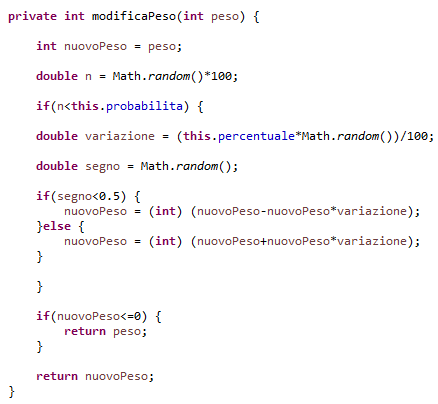 private int modificaPeso(int peso) {
int nuovoPeso = peso;
double n = Math.random()*100;
if(n<this.probabilita) {
double variazione = (this.percentuale*Math.random())/100;
double segno = Math.random();
if(segno<0.5) {
nuovoPeso = (int) (nuovoPeso-nuovoPeso*variazione);
}else {
nuovoPeso = (int) (nuovoPeso+nuovoPeso*variazione);
}
}
if(nuovoPeso<=0) {
return peso;
}
return nuovoPeso;
}